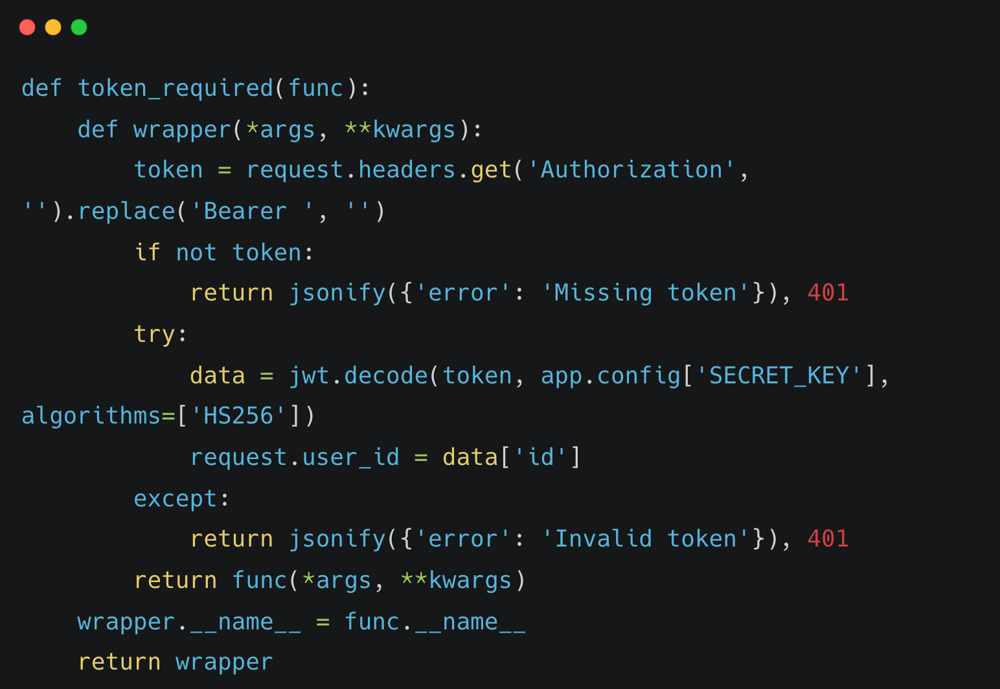 def token_required(func):
    def wrapper(*args, **kwargs):
        token = request.headers.get('Authorization',
'').replace('Bearer ', '')
        if not token:
            return jsonify({'error': 'Missing token'}), 401
        try:
            data = jwt.decode(token, app.config['SECRET_KEY'],
algorithms=['HS256'])
            request.user_id = data['id']
        except:
            return jsonify({'error': 'Invalid token'}), 401
        return func(*args, **kwargs)
    wrapper.__name__ = func.__name__
    return wrapper